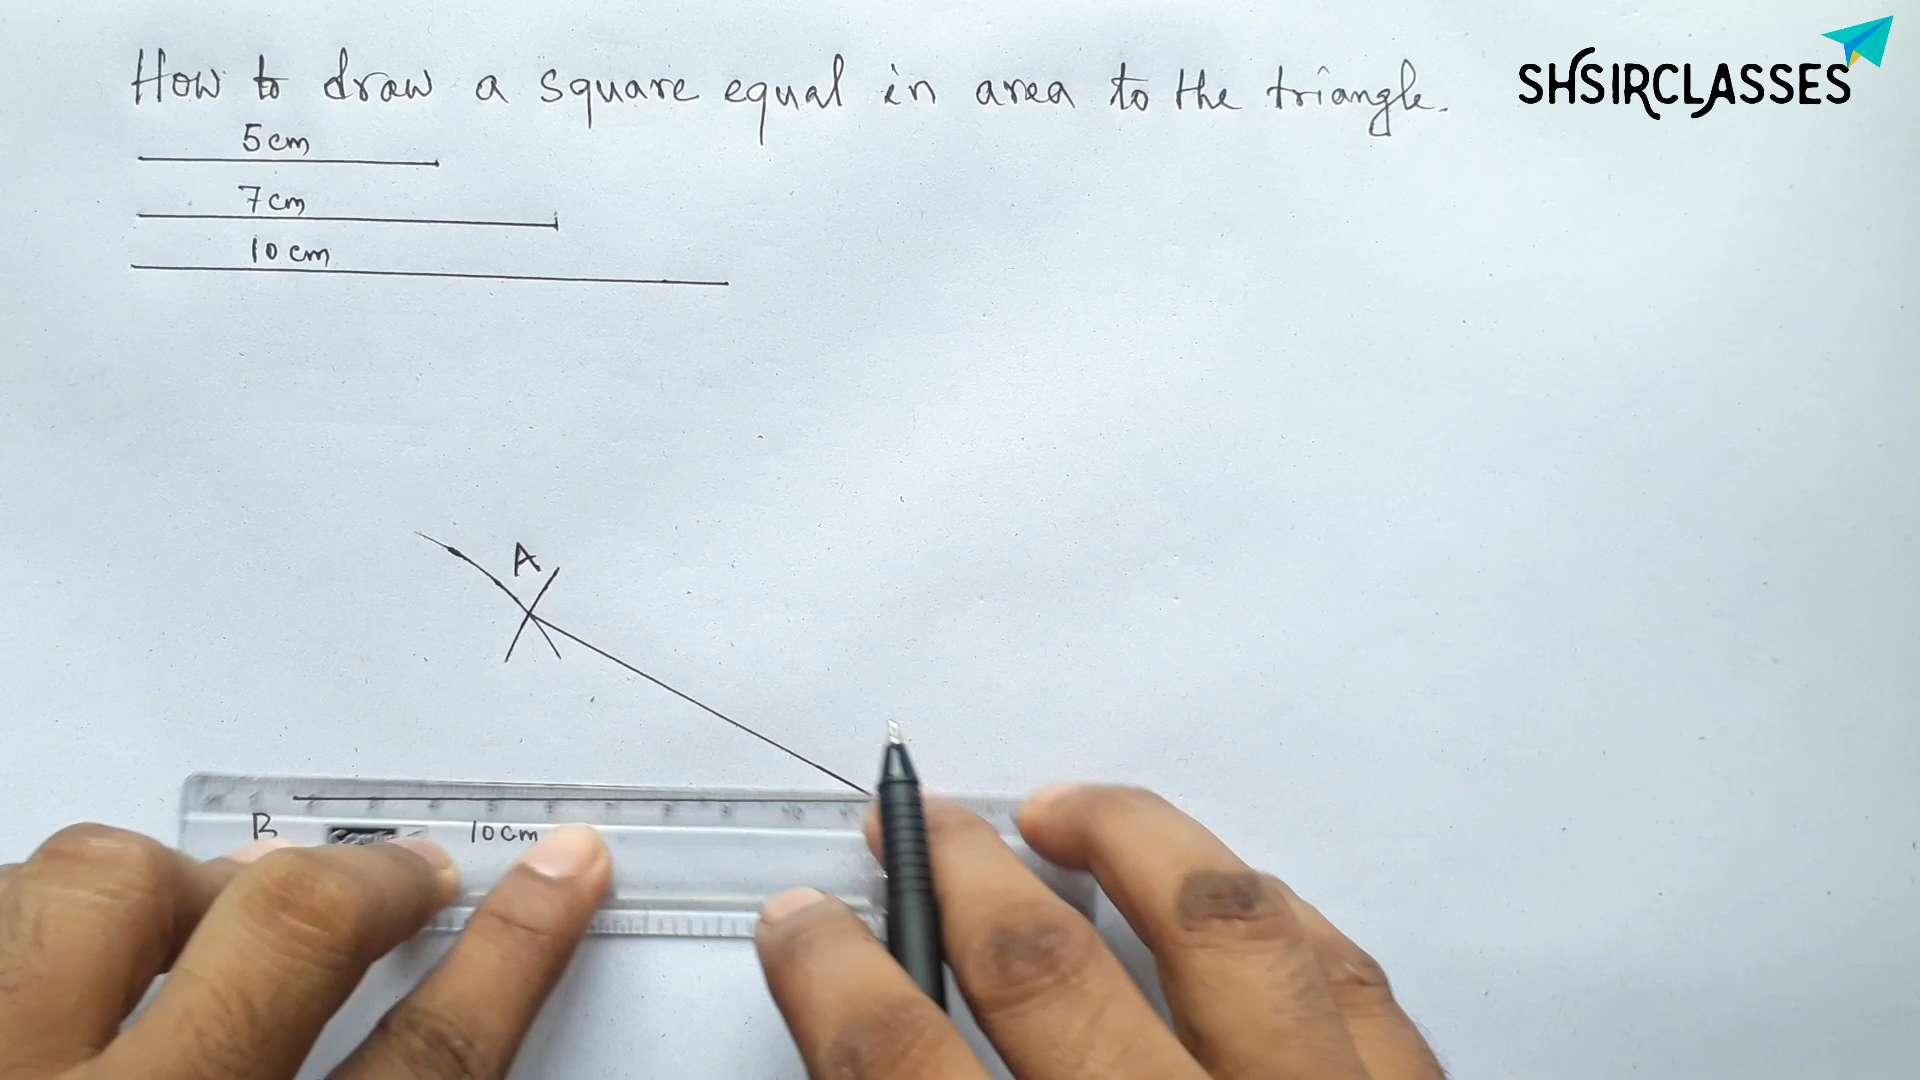 How to draw a square equal in area to the triangle.
SHSIRCLASSES
5cm
7cm
10 cm
A
B
10cm